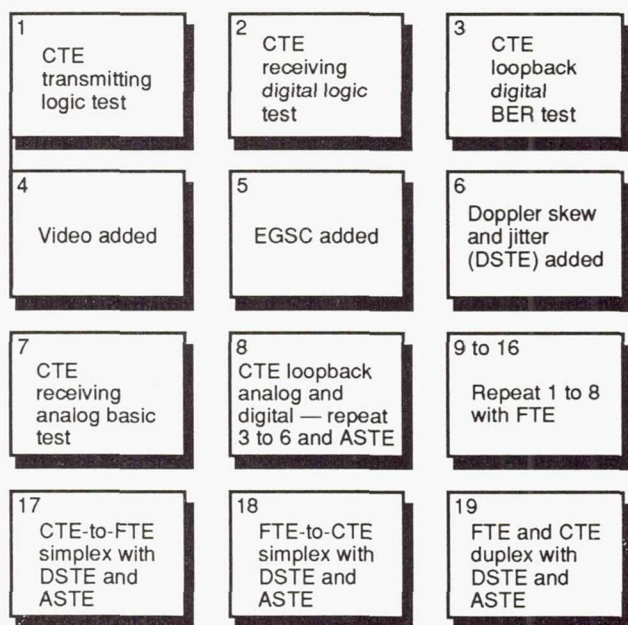 1
CTE
transmitting
logic test
2
CTE
receiving
digital logic
test
3
CTE
loopback
digital
BER test
4
Video added
5
EGSC added
6
Doppler skew
and jitter
(DSTE) added
7
CTE
receiving
analog basic
test
8
CTE loopback
analog and
digital — repeat
3 to 6 and ASTE
9 to 16
Repeat 1 to 8
with FTE
17
CTE-to-FTE
simplex with
DSTE and
ASTE
18
FTE-to-CTE
simplex with
DSTE and
ASTE
19
FTE and CTE
duplex with
DSTE and
ASTE